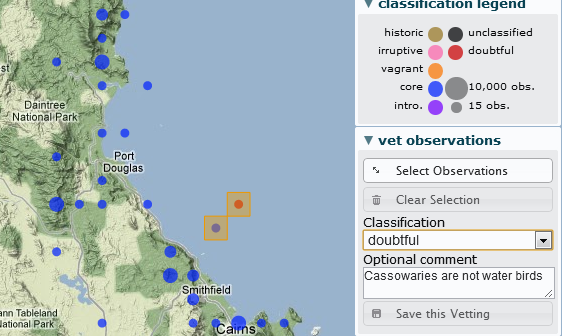 st
Daintree
National Park
Port
Douglas
Smithfield
nn Tableland
National Park
Cairns
classification legend
historic unclassified
irruptive doubtful
vagrant
core 10,000 obs.
intro. 15 obs.
vet observations
Select Observations
Clear Selection
Classification
doubtful
Optional comment
Cassowaries are not water birds
Save this Vetting